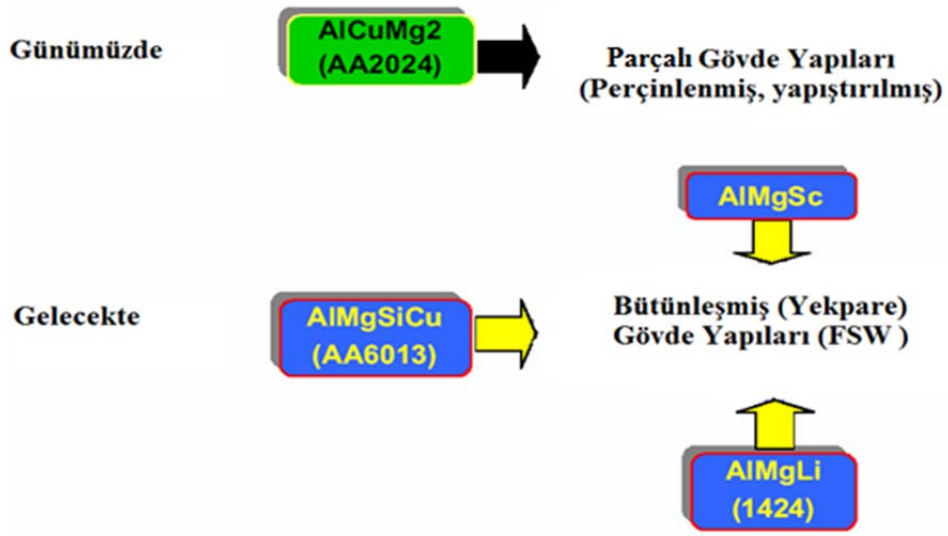 Günümüzde
AlCuMg2
(AA2024)
Parçalı Gövde Yapıları
(Perçinlenmiş, yapıştırılmış)
AlMgSc
Gelecekte
AlMgSiCu
(AA6013)
Bütünleşmiş (Yekpare)
Gövde Yapıları (FSW )
AlMgLi
(1424)